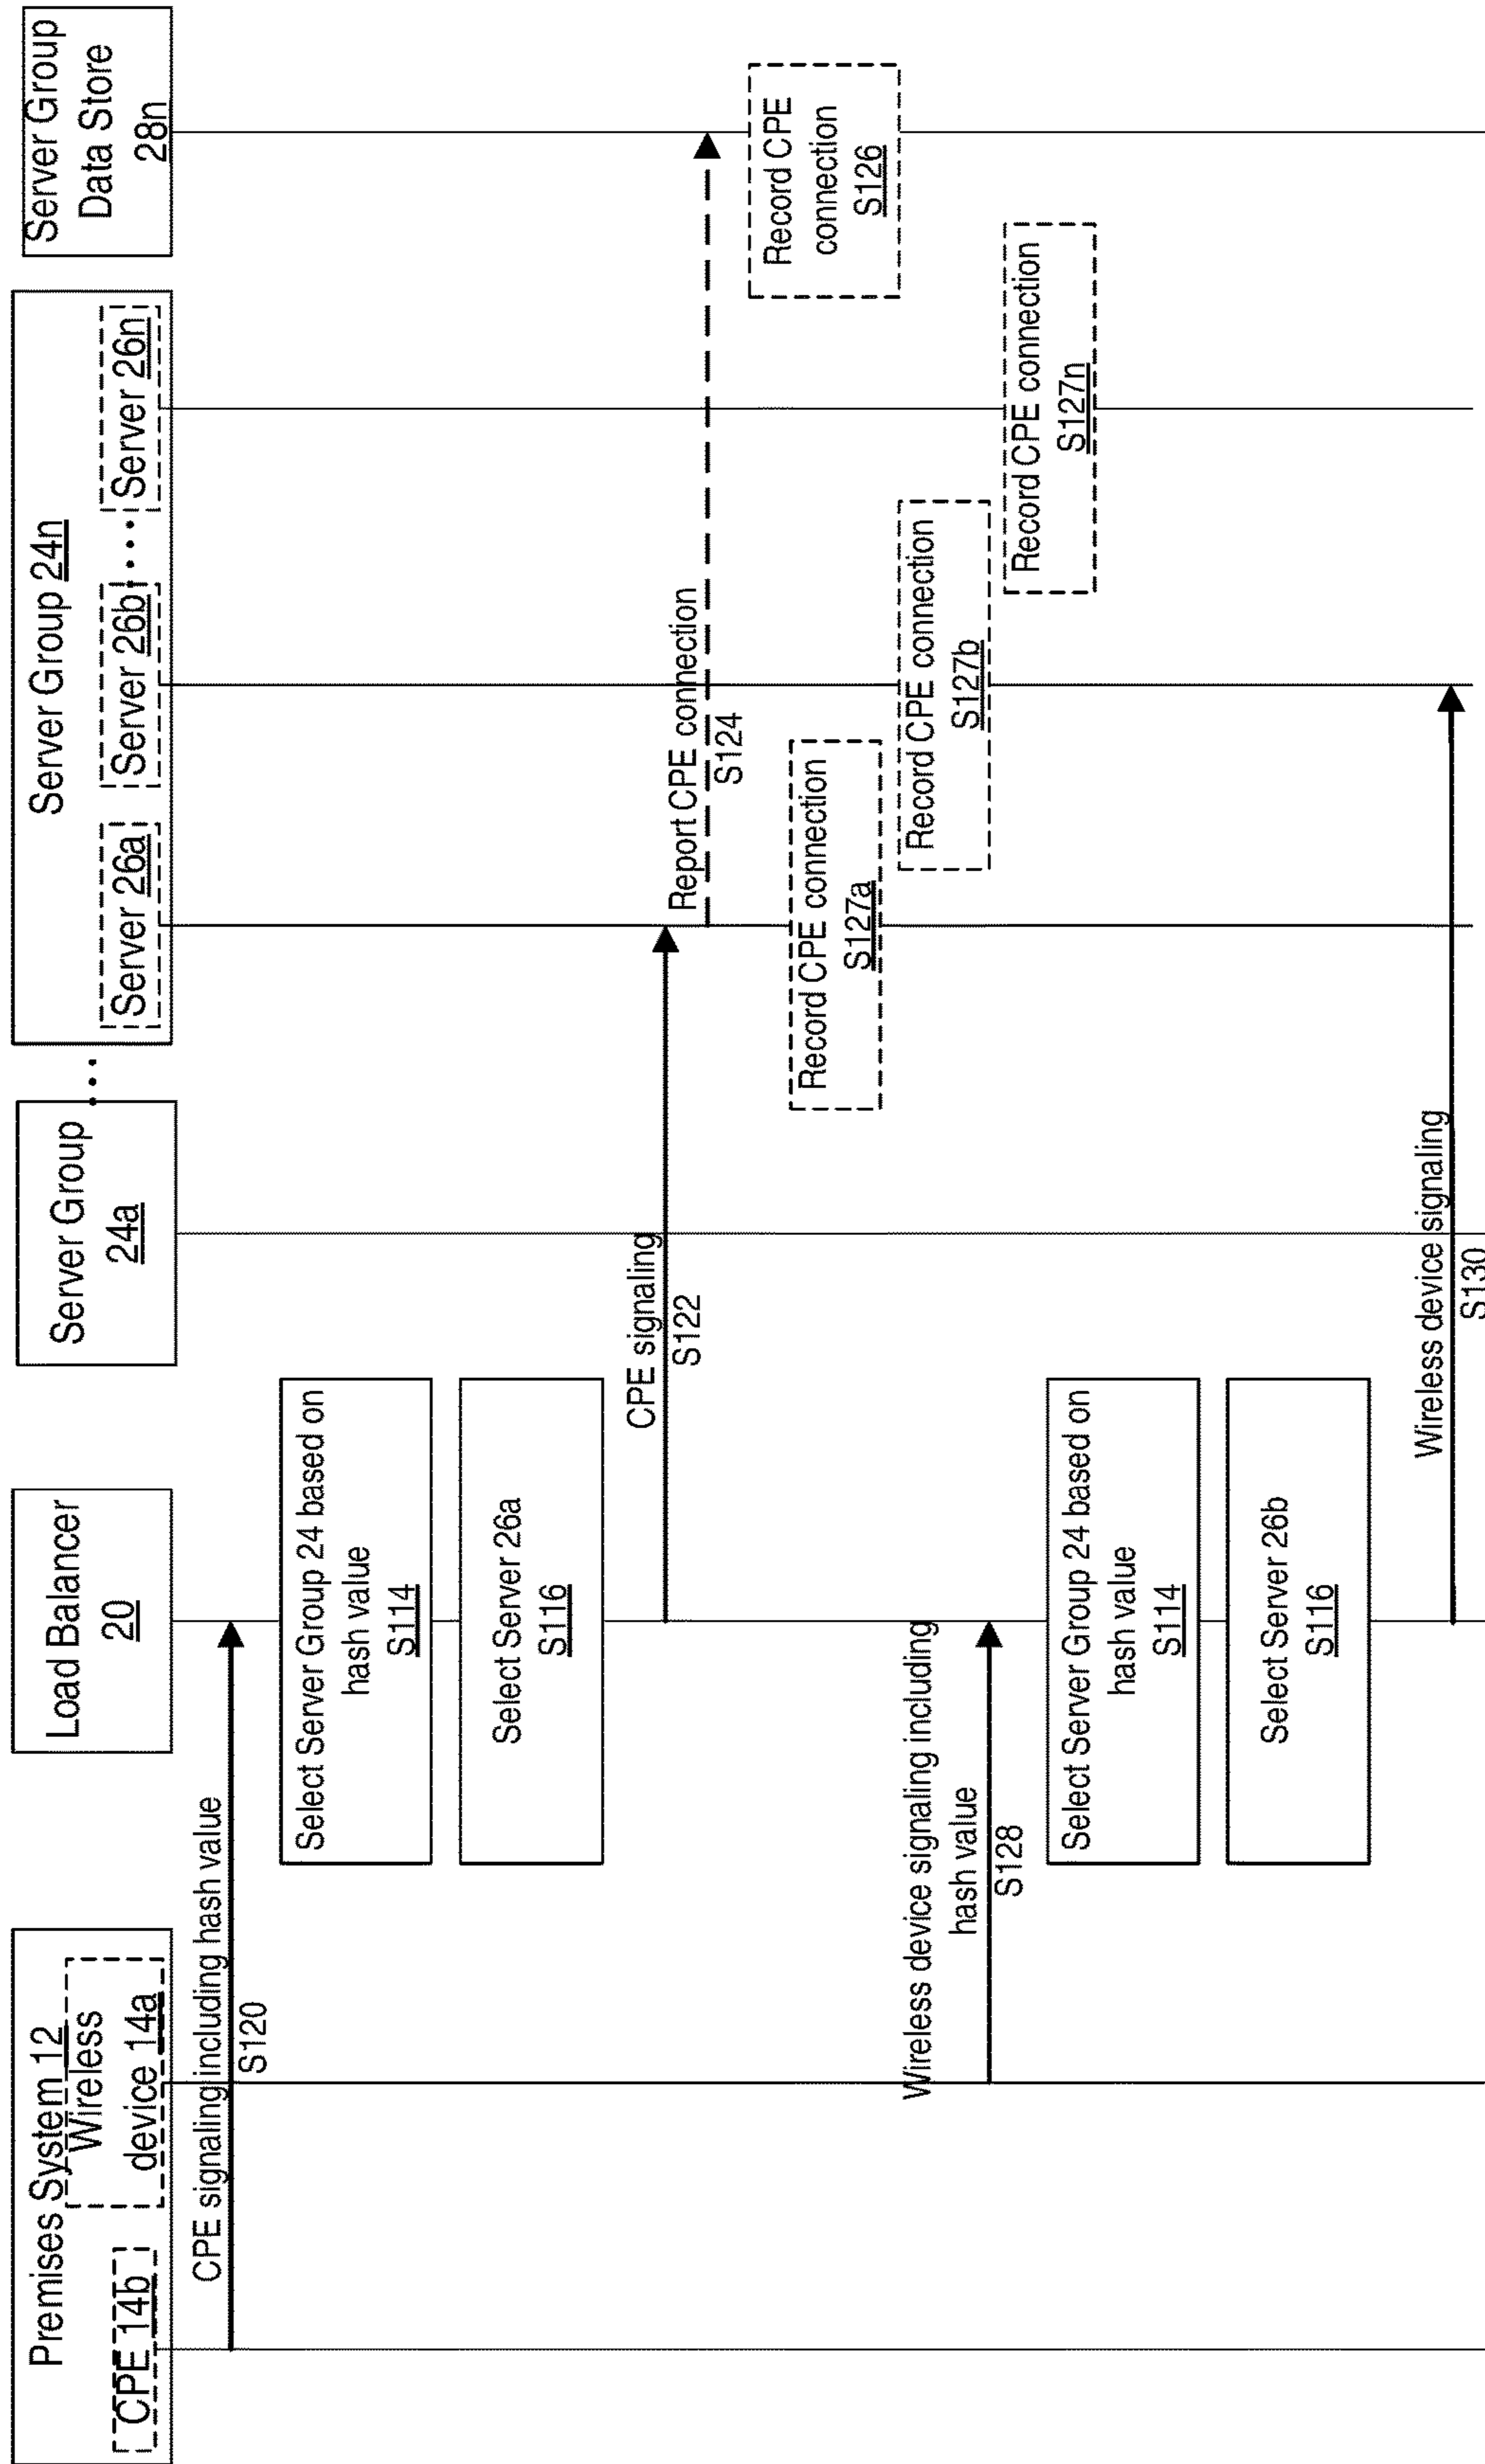 Premises System 12
CPE 14b
Wireless
device 14a
Load Balancer
20
Server Group
24a
...
Server Group 24n
Server 26a
Server 26b
...
Server 26n
Server Group
Data Store
28n
CPE signaling including hash value
S120
Select Server Group 24 based on
hash value
S114
Select Server 26a
S116
CPE signaling
S122
Report CPE connection
S124
Record CPE
connection
S126
Record CPE connection
S127a
Record CPE connection
S127b
Record CPE connection
S127n
Wireless device signaling including
hash value
S128
Select Server Group 24 based on
hash value
S114
Select Server 26b
S116
Wireless device signaling
S130